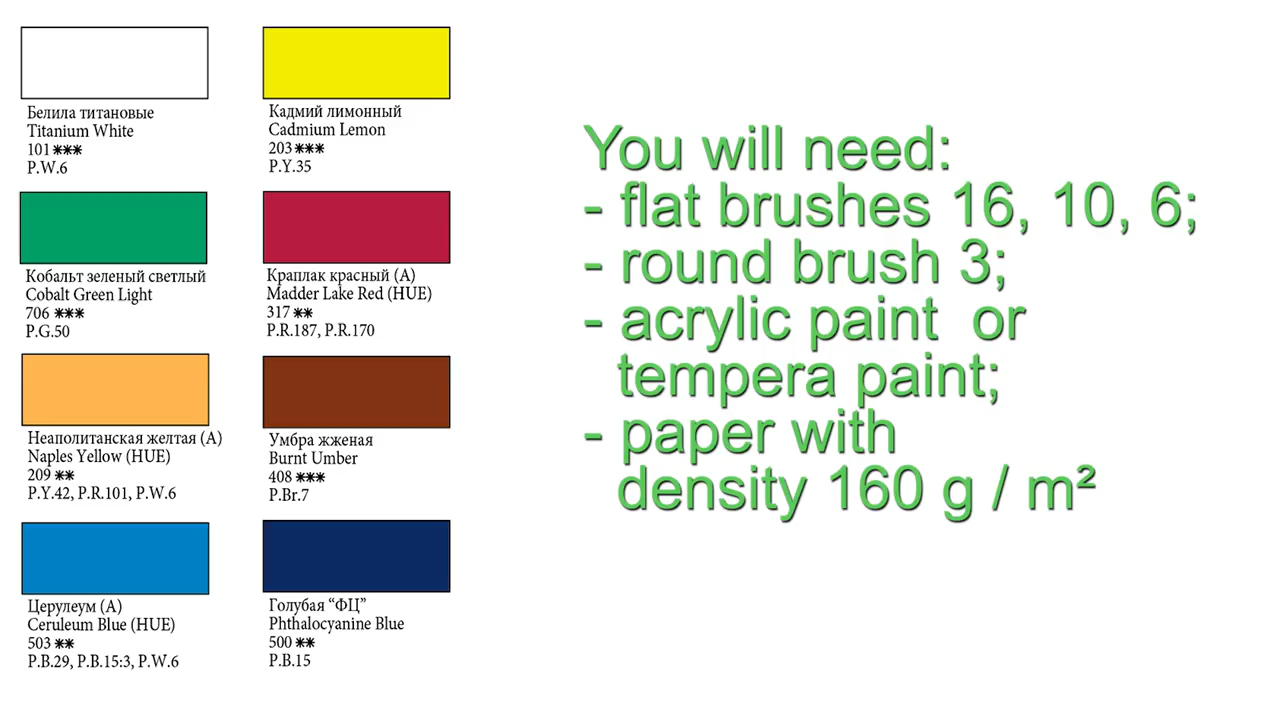 Белила титановые
Titanium White
101 ***
P.W.6
Кадмий лимонный
Cadmium Lemon
203 ***
P.Y.35
Кобальт зеленый светлый
Cobalt Green Light
706 ***
P.G.50
Краплак красный (А)
Madder Lake Red (HUE)
317 **
P.R.187, P.R.170
Неаполитанская желтая (А)
Naples Yellow (HUE)
209 **
P.Y.42, P.R.101, P.W.6
Умбра жженая
Burnt Umber
408 ***
P.Br.7
Церулеум (А)
Ceruleum Blue (HUE)
503 **
P.B.29, P.B.15:3, P.W.6
Голубая “ФЦ”
Phthalocyanine Blue
500 **
P.B.15
You will need:
- flat brushes 16, 10, 6;
- round brush 3;
- acrylic paint or
tempera paint;
- paper with
density 160 g / m²